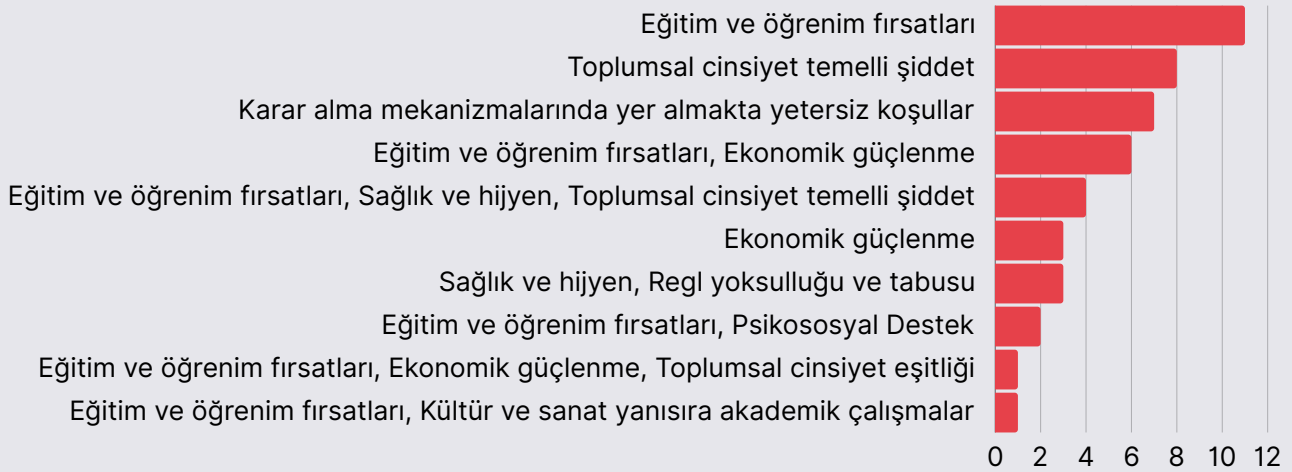 Eğitim ve öğrenim fırsatları
Toplumsal cinsiyet temelli şiddet
Karar alma mekanizmalarında yer almakta yetersiz koşullar
Eğitim ve öğrenim fırsatları, Ekonomik güçlenme
Eğitim ve öğrenim fırsatları, Sağlık ve hijyen, Toplumsal cinsiyet temelli şiddet
Ekonomik güçlenme
Sağlık ve hijyen, Regl yoksulluğu ve tabusu
Eğitim ve öğrenim fırsatları, Psikososyal Destek
Eğitim ve öğrenim fırsatları, Ekonomik güçlenme, Toplumsal cinsiyet eşitliği
Eğitim ve öğrenim fırsatları, Kültür ve sanat yanısıra akademik çalışmalar
0 2 4 6 8 10 12